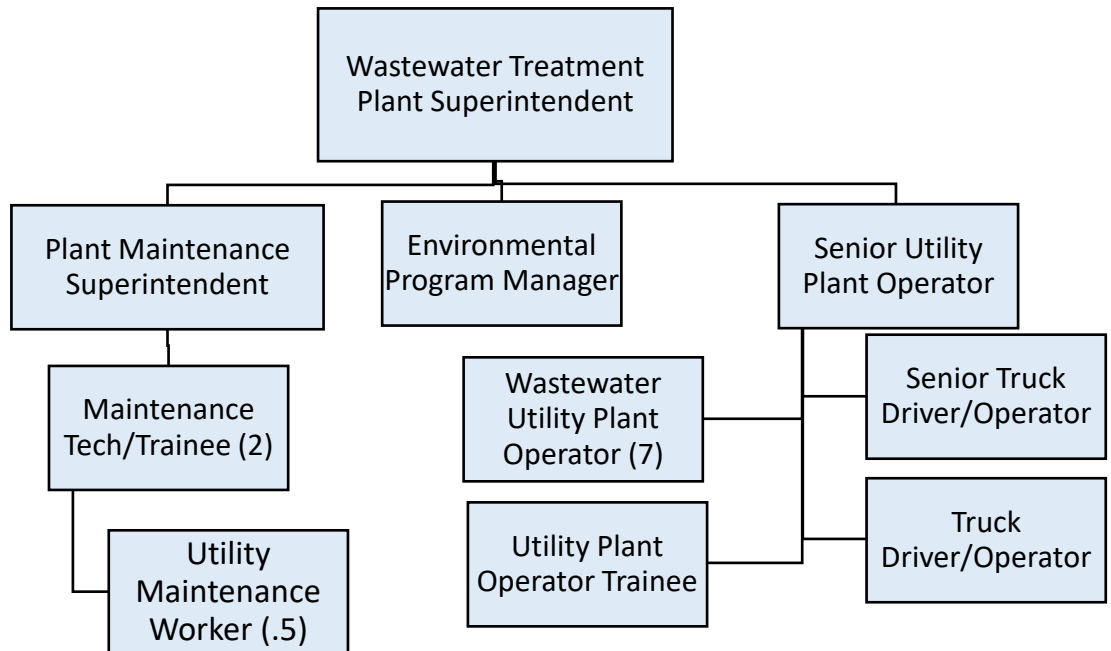 Wastewater Treatment
Plant Superintendent
Plant Maintenance
Superintendent
Environmental
Program Manager
Senior Utility
Plant Operator
Maintenance
Tech/Trainee (2)
Utility
Maintenance
Worker (.5)
Wastewater
Utility Plant
Operator (7)
Utility Plant
Operator Trainee
Senior Truck
Driver/Operator
Truck
Driver/Operator